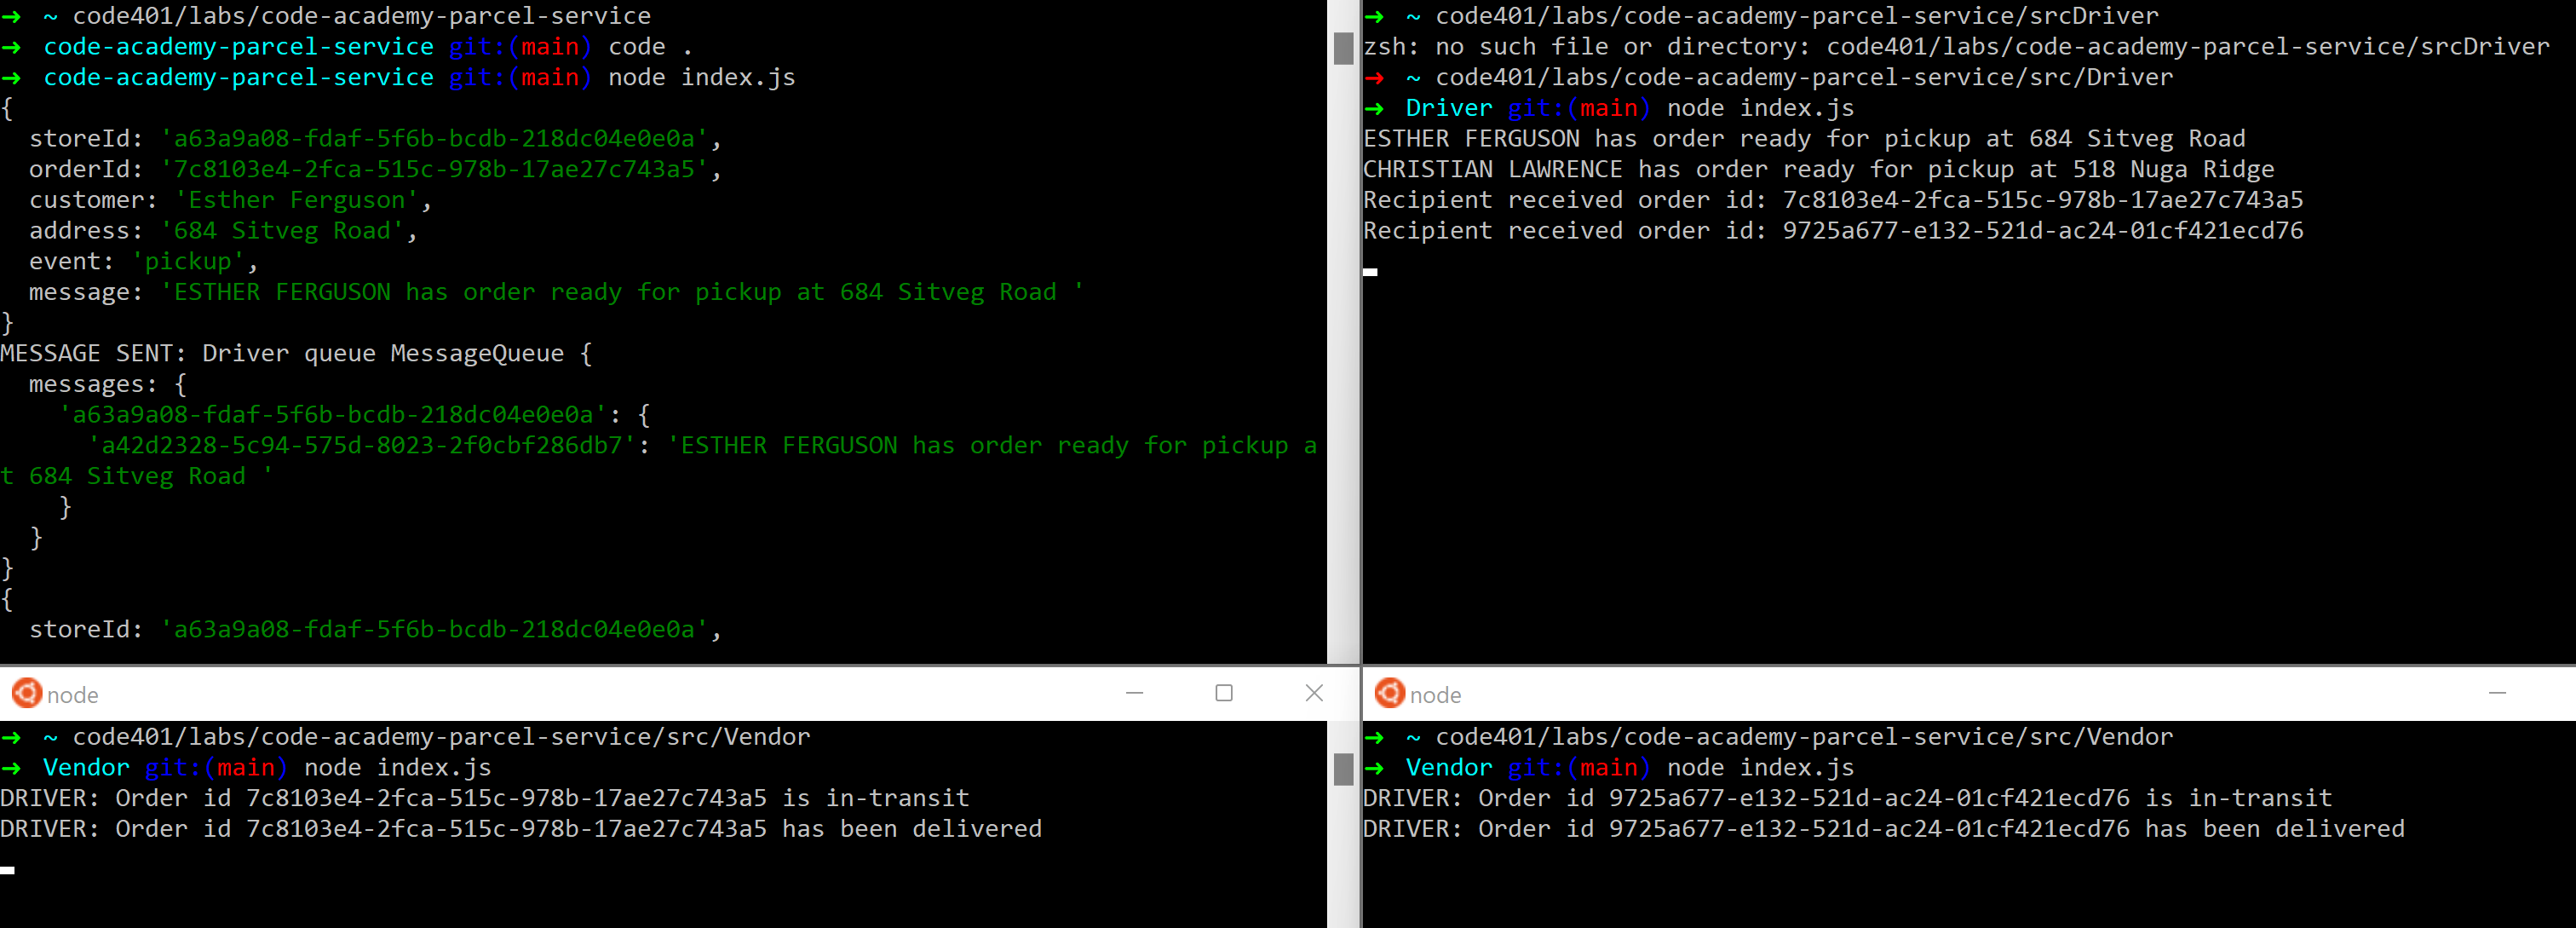 ➜  ~ code401/labs/code-academy-parcel-service
➜  code-academy-parcel-service git:(main) code .
➜  code-academy-parcel-service git:(main) node index.js
{
  storeId: 'a63a9a08-fdaf-5f6b-bcdb-218dc04e0e0a',
  orderId: '7c8103e4-2fca-515c-978b-17ae27c743a5',
  customer: 'Esther Ferguson',
  address: '684 Sitveg Road',
  event: 'pickup',
  message: 'ESTHER FERGUSON has order ready for pickup at 684 Sitveg Road '
}
MESSAGE SENT: Driver queue MessageQueue {
  messages: {
    'a63a9a08-fdaf-5f6b-bcdb-218dc04e0e0a': {
      'a42d2328-5c94-575d-8023-2f0cbf286db7': 'ESTHER FERGUSON has order ready for pickup a
t 684 Sitveg Road '
    }
  }
}
{
  storeId: 'a63a9a08-fdaf-5f6b-bcdb-218dc04e0e0a',
➜  ~ code401/labs/code-academy-parcel-service/srcDriver
zsh: no such file or directory: code401/labs/code-academy-parcel-service/srcDriver
➜  ~ code401/labs/code-academy-parcel-service/src/Driver
➜  Driver git:(main) node index.js
ESTHER FERGUSON has order ready for pickup at 684 Sitveg Road
CHRISTIAN LAWRENCE has order ready for pickup at 518 Nuga Ridge
Recipient received order id: 7c8103e4-2fca-515c-978b-17ae27c743a5
Recipient received order id: 9725a677-e132-521d-ac24-01cf421ecd76
node
➜  ~ code401/labs/code-academy-parcel-service/src/Vendor
➜  Vendor git:(main) node index.js
DRIVER: Order id 7c8103e4-2fca-515c-978b-17ae27c743a5 is in-transit
DRIVER: Order id 7c8103e4-2fca-515c-978b-17ae27c743a5 has been delivered
node
➜  ~ code401/labs/code-academy-parcel-service/src/Vendor
➜  Vendor git:(main) node index.js
DRIVER: Order id 9725a677-e132-521d-ac24-01cf421ecd76 is in-transit
DRIVER: Order id 9725a677-e132-521d-ac24-01cf421ecd76 has been delivered